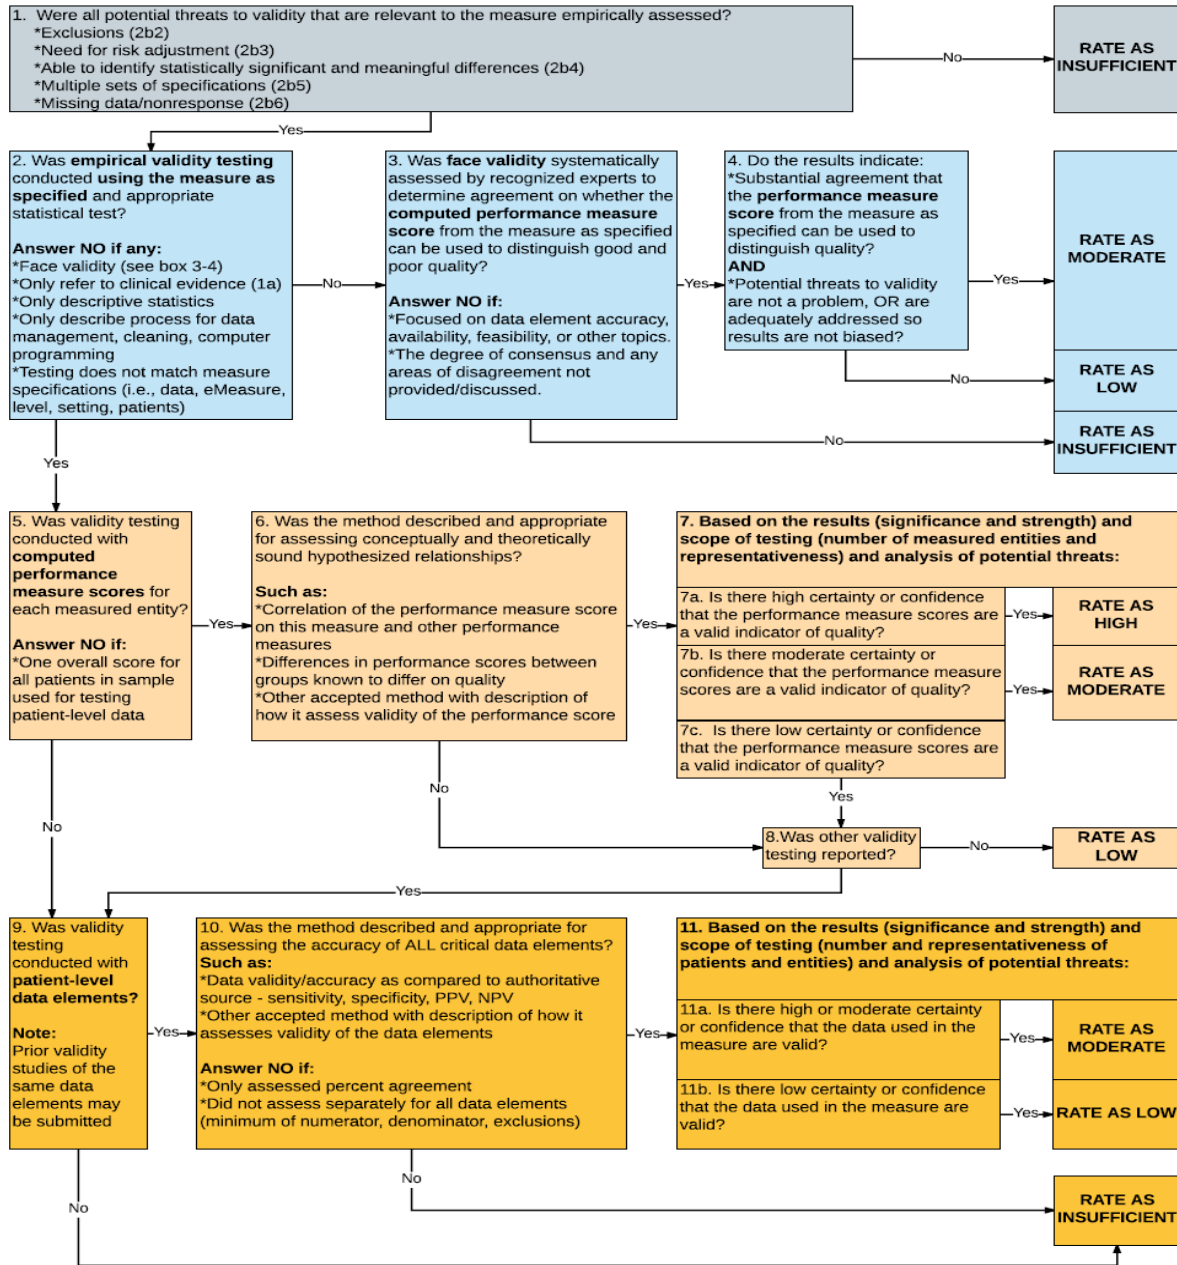 1. Were all potential threats to validity that are relevant to the measure empirically assessed?
*Exclusions (2b2)
*Need for risk adjustment (2b3)
*Able to identify statistically significant and meaningful differences (2b4)
*Multiple sets of specifications (2b5)
*Missing data/nonresponse (2b6)
No
RATE AS
INSUFFICIENT
Yes
2. Was empirical validity testing
conducted using the measure as
specified and appropriate
statistical test?
Answer NO if any:
*Face validity (see box 3-4)
*Only refer to clinical evidence (1a)
*Only descriptive statistics
*Only describe process for data
management, cleaning, computer
programming
*Testing does not match measure
specifications (i.e., data, eMeasure,
level, setting, patients)
No
3. Was face validity systematically
assessed by recognized experts to
determine agreement on whether the
computed performance measure
score from the measure as specified
can be used to distinguish good and
poor quality?
Answer NO if:
*Focused on data element accuracy,
availability, feasibility, or other topics.
*The degree of consensus and any
areas of disagreement not
provided/discussed.
Yes
4. Do the results indicate:
*Substantial agreement that
the performance measure
score from the measure as
specified can be used to
distinguish quality?
AND
*Potential threats to validity
are not a problem, OR are
adequately addressed so
results are not biased?
Yes
RATE AS
MODERATE
No
RATE AS
LOW
No
RATE AS
INSUFFICIENT
Yes
5. Was validity testing
conducted with
computed
performance
measure scores for
each measured entity?
Answer NO if:
*One overall score for
all patients in sample
used for testing
patient-level data
Yes
6. Was the method described and appropriate
for assessing conceptually and theoretically
sound hypothesized relationships?
Such as:
*Correlation of the performance measure score
on this measure and other performance
measures
*Differences in performance scores between
groups known to differ on quality
*Other accepted method with description of
how it assess validity of the performance score
Yes
7. Based on the results (significance and strength) and
scope of testing (number of measured entities and
representativeness) and analysis of potential threats:
7a. Is there high certainty or confidence
that the performance measure scores are
a valid indicator of quality?
Yes
RATE AS
HIGH
7b. Is there moderate certainty or
confidence that the performance measure
scores are a valid indicator of quality?
Yes
RATE AS
MODERATE
7c. Is there low certainty or confidence
that the performance measure scores are
a valid indicator of quality?
No
Yes
No
8.Was other validity
testing reported?
No
RATE AS
LOW
Yes
9. Was validity
testing
conducted with
patient-level
data elements?
Note:
Prior validity
studies of the
same data
elements may
be submitted
Yes
10. Was the method described and appropriate for
assessing the accuracy of ALL critical data elements?
Such as:
*Data validity/accuracy as compared to authoritative
source - sensitivity, specificity, PPV, NPV
*Other accepted method with description of how it
assesses validity of the data elements
Answer NO if:
*Only assessed percent agreement
*Did not assess separately for all data elements
(minimum of numerator, denominator, exclusions)
Yes
11. Based on the results (significance and strength) and
scope of testing (number and representativeness of
patients and entities) and analysis of potential threats:
11a. Is there high or moderate certainty
or confidence that the data used in the
measure are valid?
Yes
RATE AS
MODERATE
11b. Is there low certainty or confidence
that the data used in the measure are
valid?
Yes
RATE AS LOW
No
No
RATE AS
INSUFFICIENT